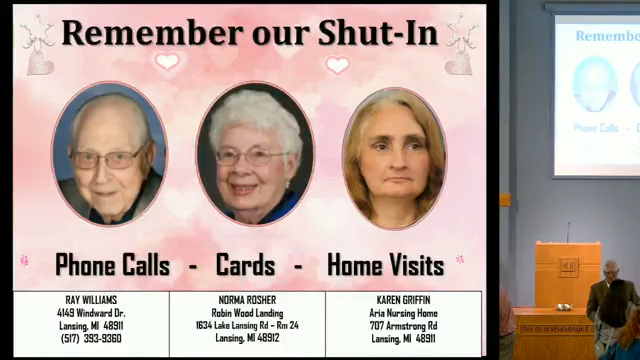 Remember our Shut-In
Phone Calls - Cards - Home Visits
RAY WILLIAMS
4149 Windward Dr.
Lansing, MI 48911
(517) 393-9360
NORMA ROSHER
Robin Wood Landing
1634 Lake Lansing Rd – Rm 24
Lansing, MI 48912
KAREN GRIFFIN
Aria Nursing Home
707 Armstrong Rd
Lansing, MI 48911
Remembe
Phone Calls - C
THIS DO IN REMEMBRANCE O